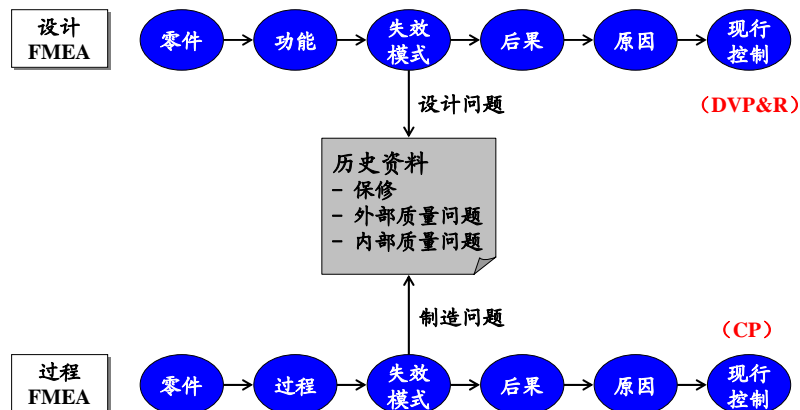 设计
FMEA
零件
功能
失效
模式
后果
原因
现行
控制
设计问题
（DVP&R）
历史资料
- 保修
- 外部质量问题
- 内部质量问题
制造问题
（CP）
过程
FMEA
零件
过程
失效
模式
后果
原因
现行
控制